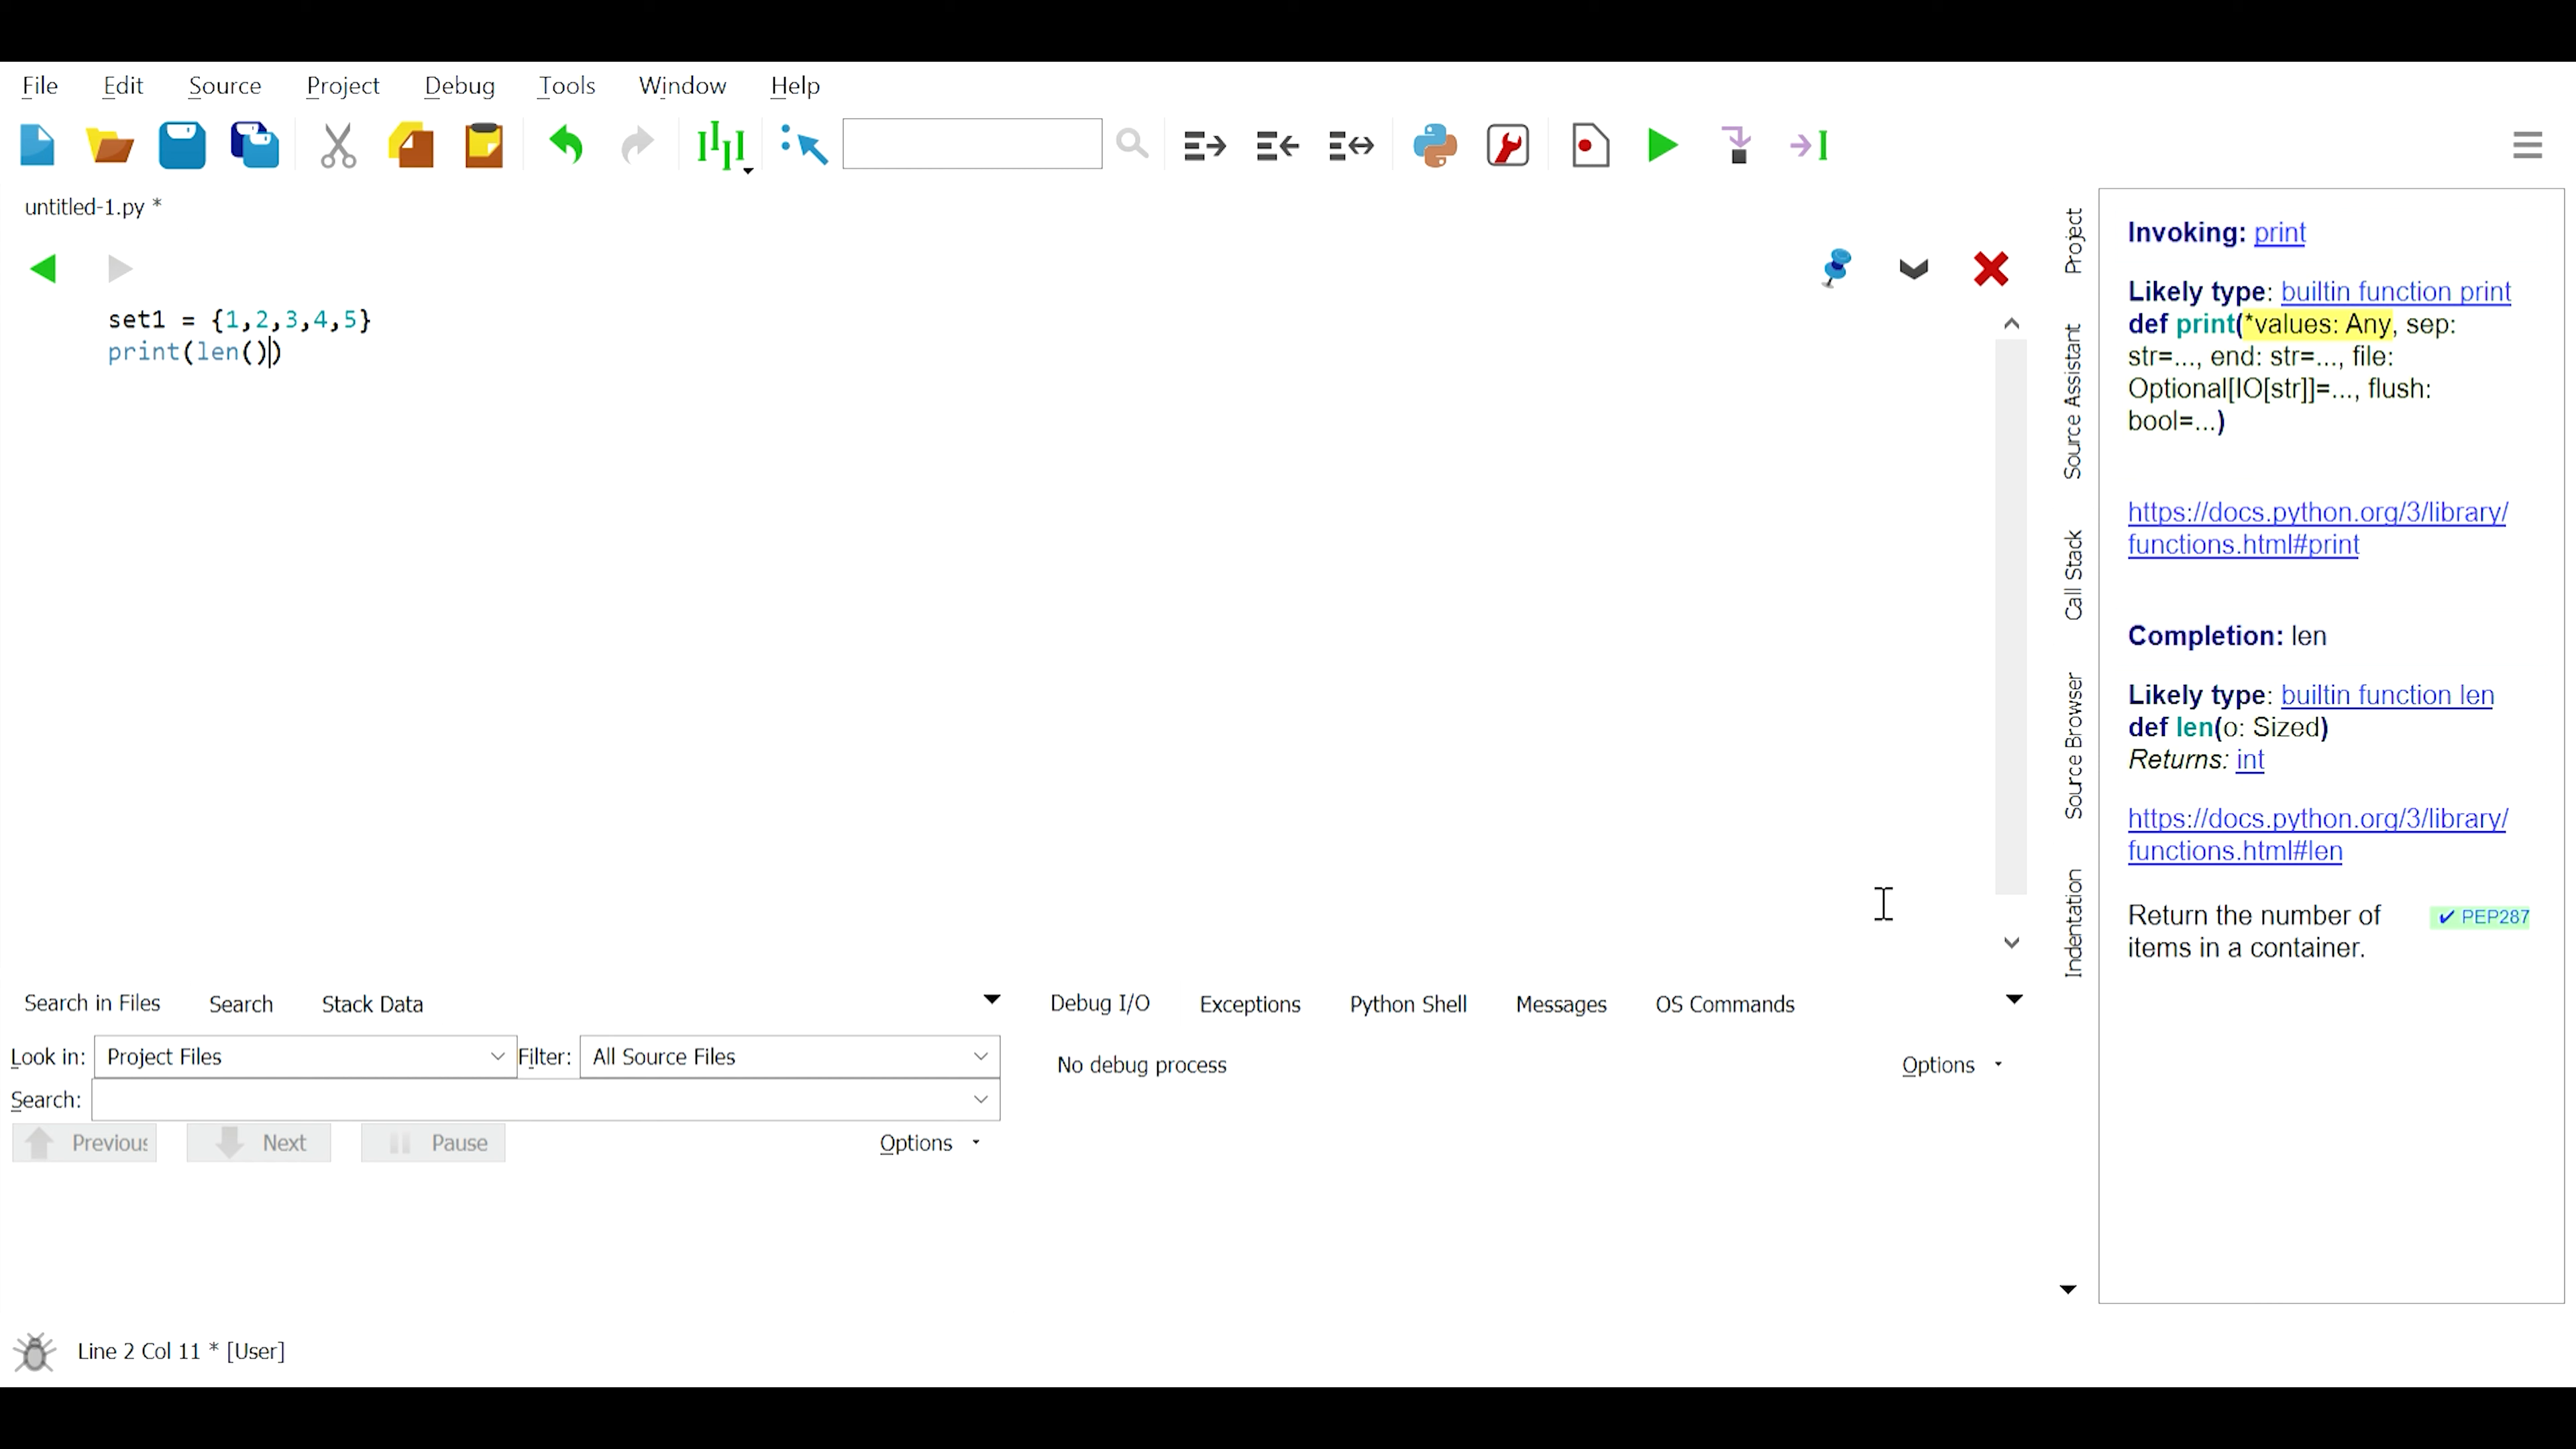 File Edit Source Project Debug Tools Window Help
untitled-1.py *
set1 = {1,2,3,4,5}
print(len())
Project
Source Assistant
Call Stack
Source Browser
Indentation
Invoking: print
Likely type: builtin function print
def print(*values: Any, sep:
str=..., end: str=..., file:
Optional[IO[str]]=..., flush:
bool=...)
https://docs.python.org/3/library/
functions.html#print
Completion: len
Likely type: builtin function len
def len(o: Sized)
Returns: int
https://docs.python.org/3/library/
functions.html#len
Return the number of ✔ PEP287
items in a container.
Search in Files Search Stack Data
Look in: Project Files Filter: All Source Files
Search:
Previous Next Pause Options
Debug I/O Exceptions Python Shell Messages OS Commands
No debug process Options
Line 2 Col 11 * [User]